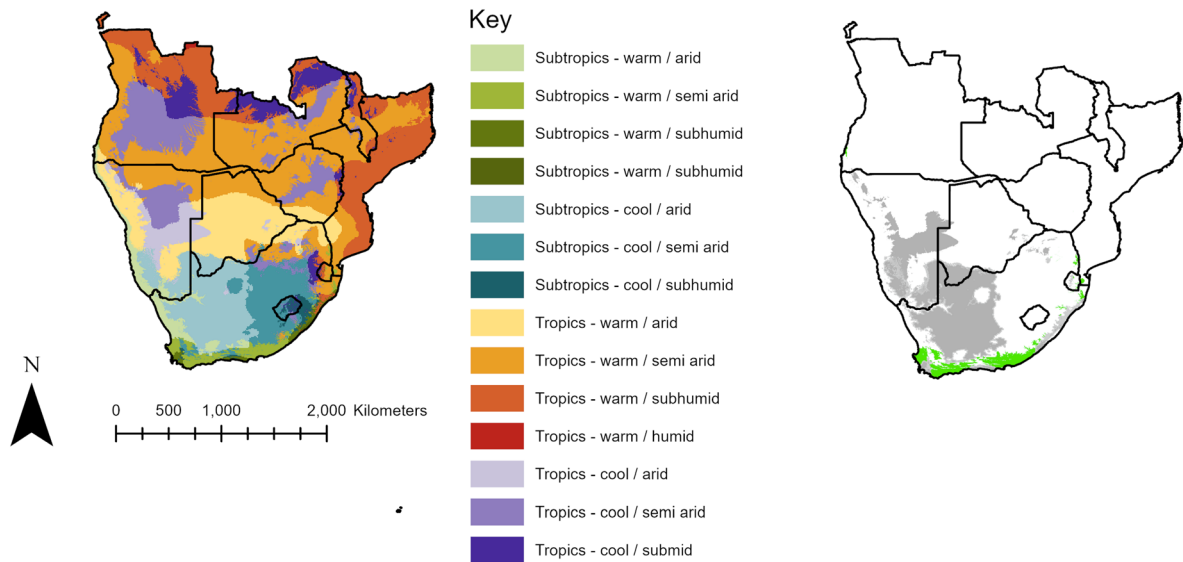 Key
Subtropics - warm / arid
Subtropics - warm / semi arid
Subtropics - warm / subhumid
Subtropics - warm / subhumid
Subtropics - cool / arid
Subtropics - cool / semi arid
Subtropics - cool / subhumid
Tropics - warm / arid
Tropics - warm / semi arid
Tropics - warm / subhumid
Tropics - warm / humid
Tropics - cool / arid
Tropics - cool / semi arid
Tropics - cool / submid
N
0 500 1,000 2,000 Kilometers